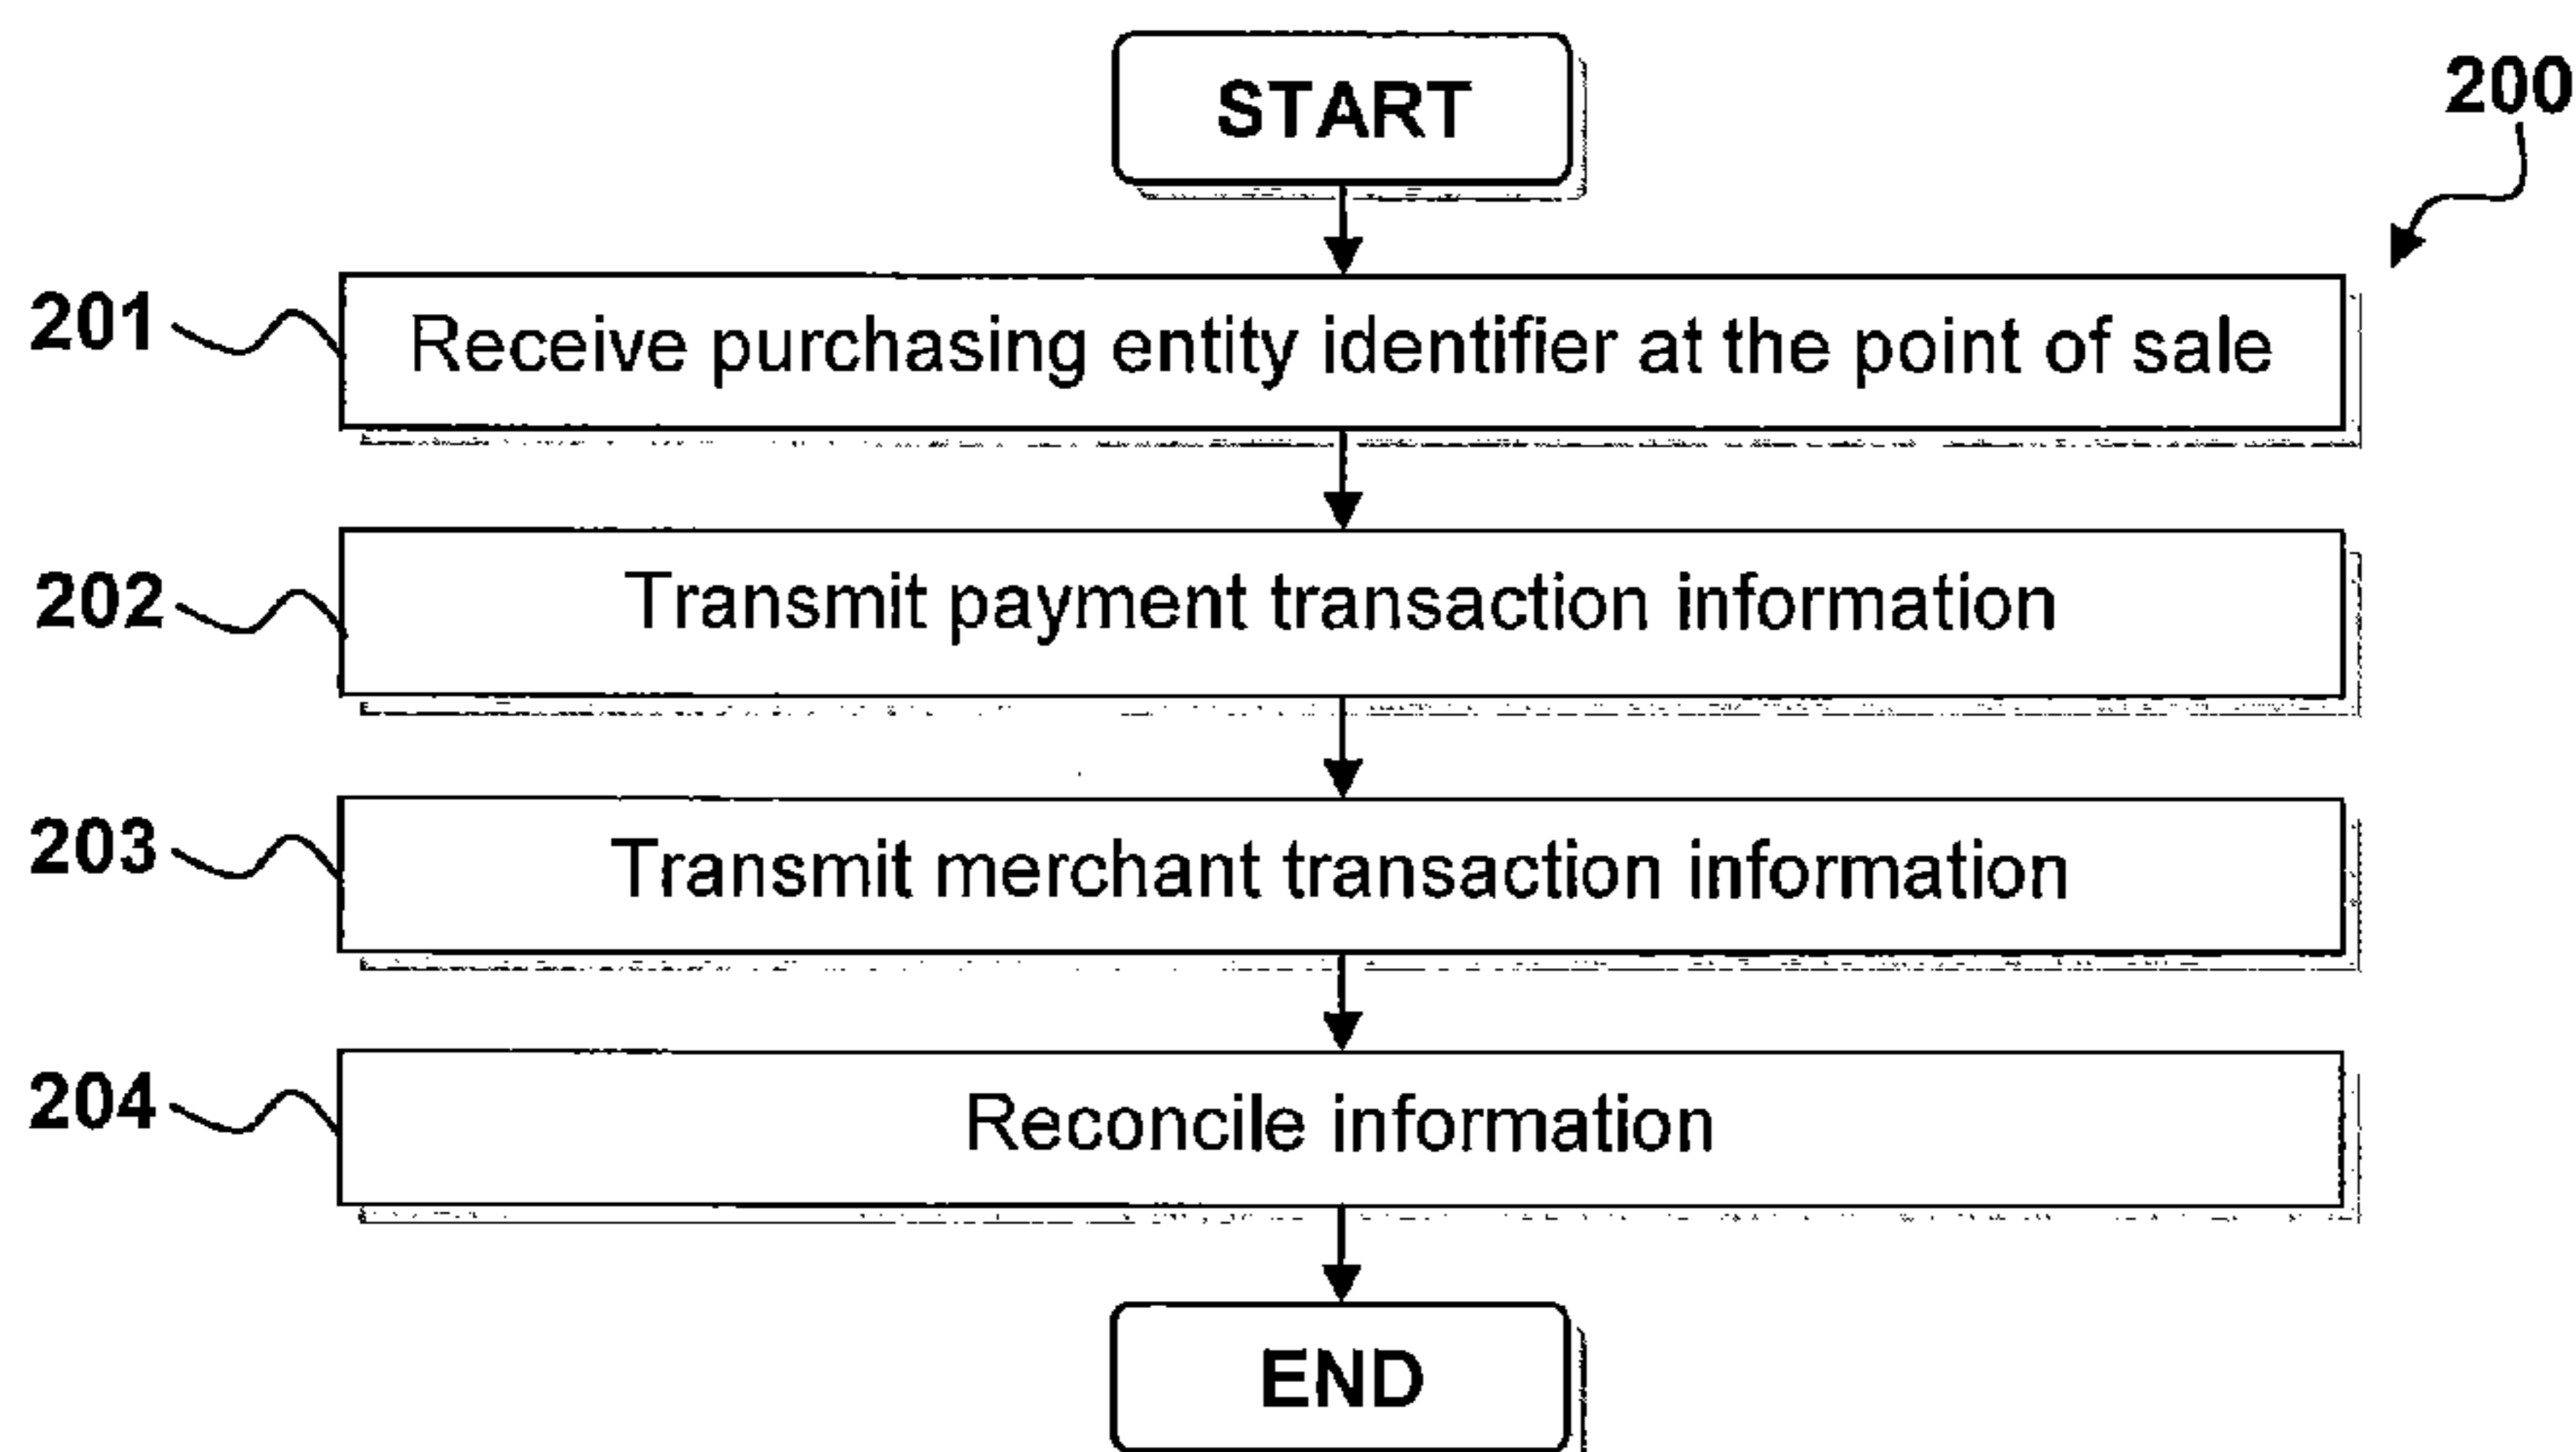 START
200
201
Receive purchasing entity identifier at the point of sale
202
Transmit payment transaction information
203
Transmit merchant transaction information
204
Reconcile information
END